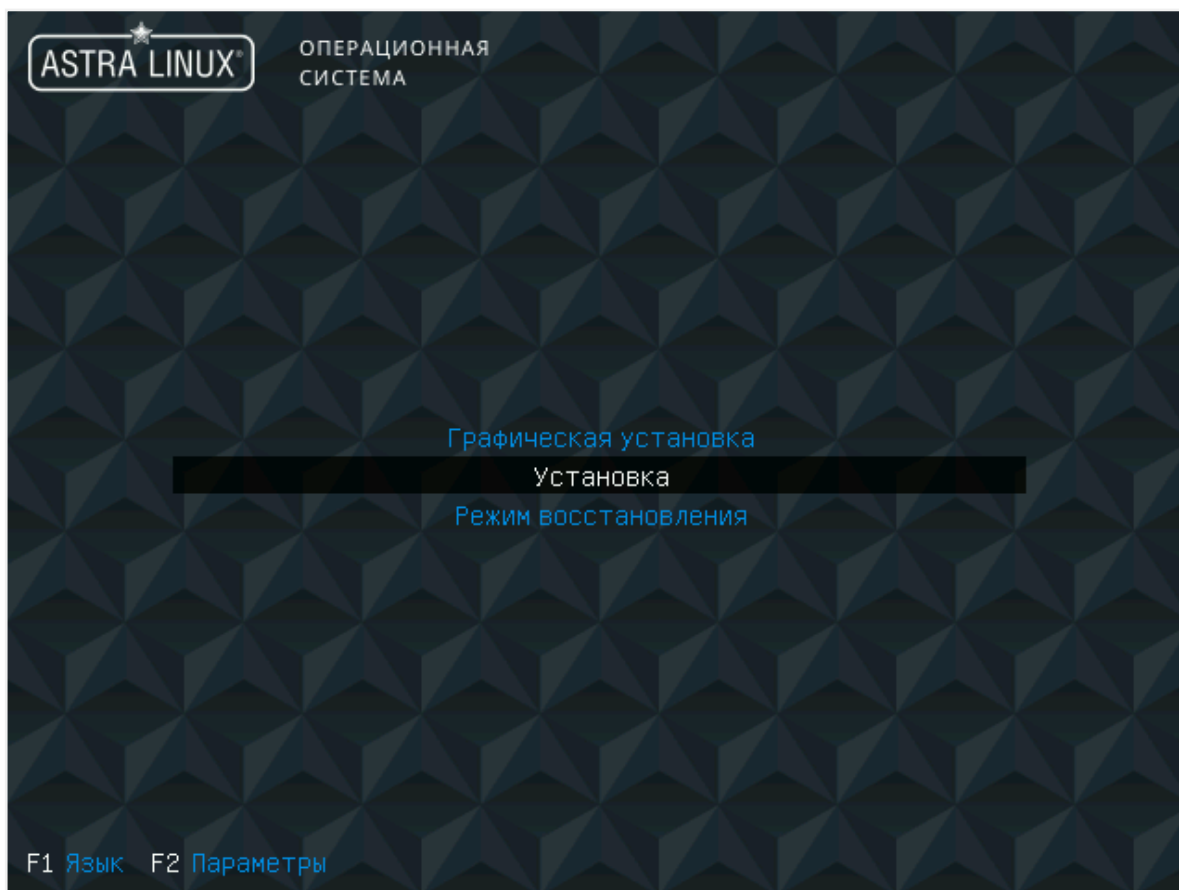 ASTRA LINUX®
ОПЕРАЦИОННАЯ
СИСТЕМА
Графическая установка
Установка
Режим восстановления
F1 Язык F2 Параметры